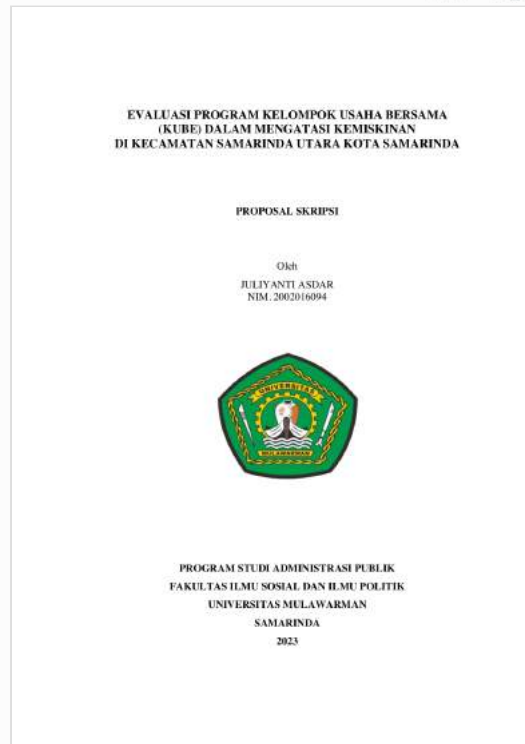 EVALUASI PROGRAM KELOMPOK USAHA BERSAMA
(KUBE) DALAM MENGATASI KEMISKINAN
DI KECAMATAN SAMARINDA UTARA KOTA SAMARINDA
PROPOSAL SKRIPSI
Oleh
JULIYANTI ASDAR
NIM. 2002016094
UNIVERSITAS
MULAWARMAN
PROGRAM STUDI ADMINISTRASI PUBLIK
FAKULTAS ILMU SOSIAL DAN ILMU POLITIK
UNIVERSITAS MULAWARMAN
SAMARINDA
2023